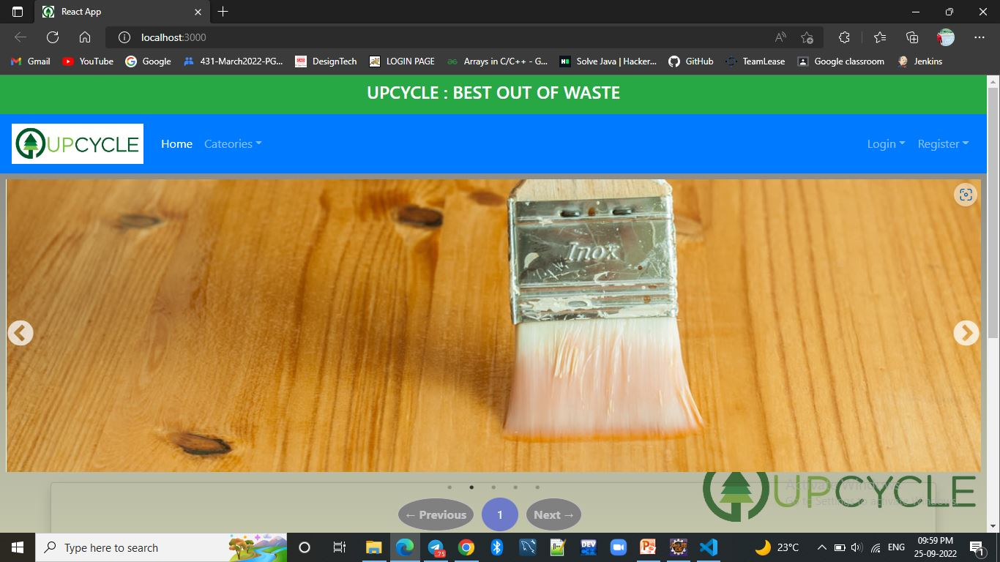 React App
localhost:3000
Gmail
YouTube
Google
431-March2022-PG...
DesignTech
LOGIN PAGE
Arrays in C/C++ - G...
Solve Java | Hacker...
GitHub
TeamLease
Google classroom
Jenkins
UPCYCLE : BEST OUT OF WASTE
UPCYCLE
Home
Cateories
Login
Register
Inox
UPCYCLE
Activate Windows
Go to Settings to activate Windows.
← Previous
1
Next →
Type here to search
23°C
ENG
09:59 PM
25-09-2022
1